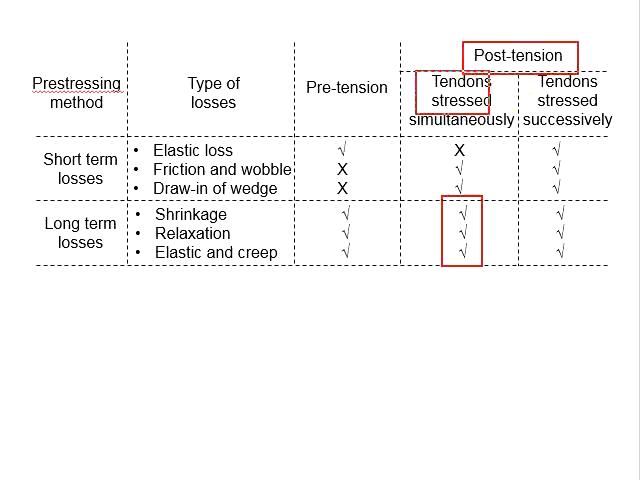 Post-tension
Prestressing method
Type of losses
Pre-tension
Tendons stressed simultaneously
Tendons stressed successively
Short term losses
• Elastic loss √ X √
• Friction and wobble X √ √
• Draw-in of wedge X √ √
Long term losses
• Shrinkage √ √ √
• Relaxation √ √ √
• Elastic and creep √ √ √